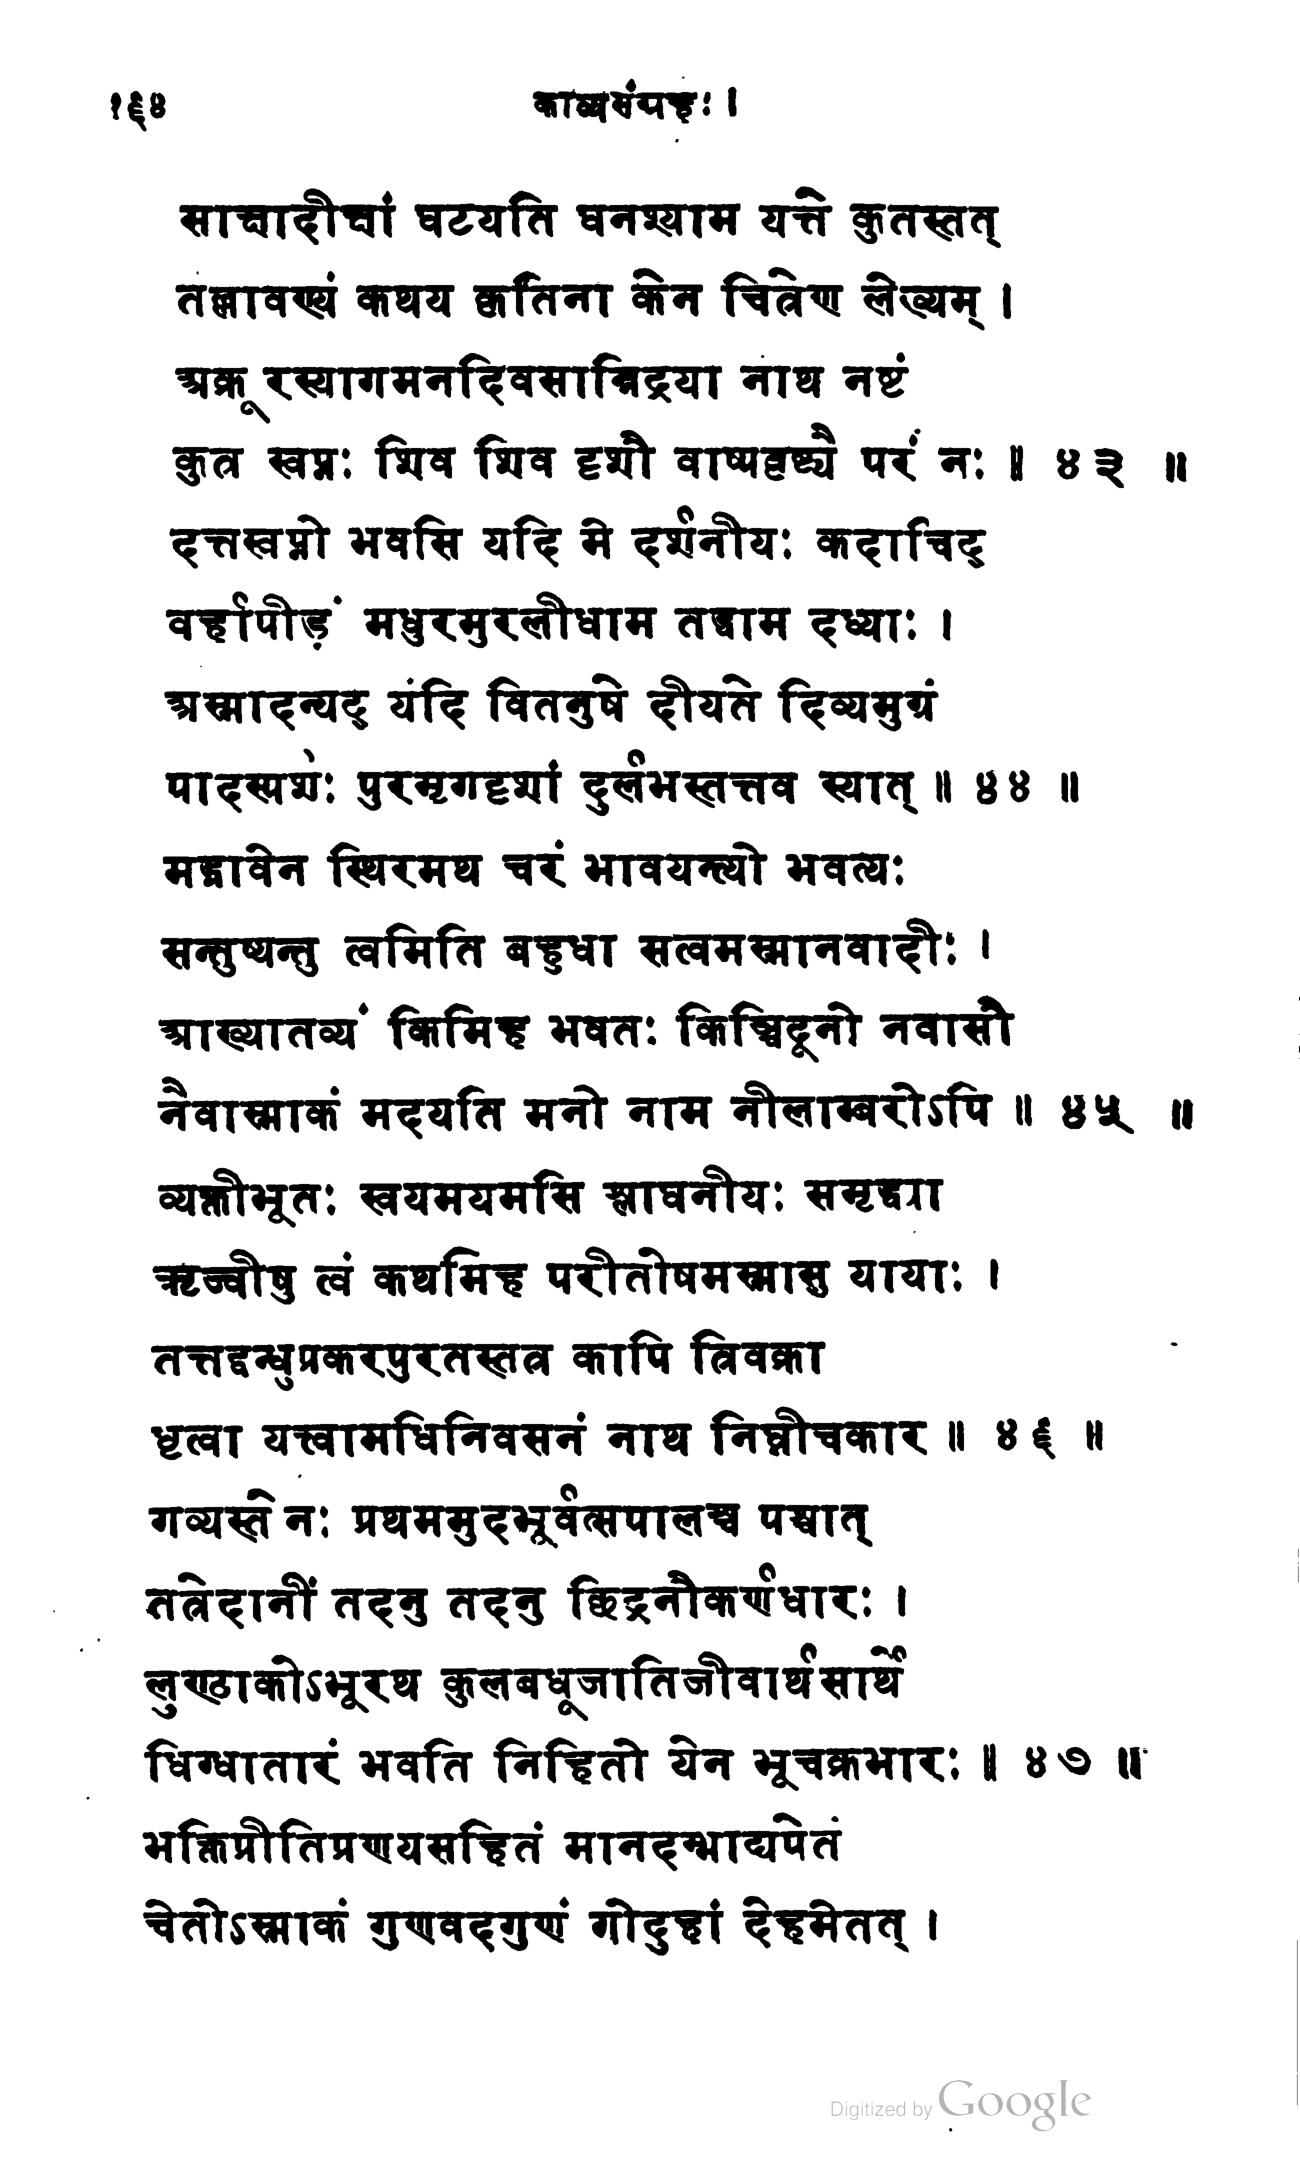 १६४ काव्यसंग्रहः ।
साक्षादीक्षां घटयति घनश्याम यत्ते कुतस्तत्
तल्लावण्यं कथय कृतिना केन चित्रेण लेख्यम् ।
अक्रूरस्यागमनदिवसान्निद्रया नाथ नष्टं
कुत्र स्वप्नः शिव शिव दृशौ वाष्पवृष्ट्यै परं नः ॥ ४३ ॥
दत्तस्वप्नो भवसि यदि मे दर्शनीयः कदाचिद्
वर्हापीडं मधुरमुरलीधाम तद्धाम दध्याः ।
अस्मादन्यद् यदि वितनुषे दीयते दिव्यमुग्रं
पादस्पर्शः पुरमृगदृशां दुर्लभस्तत्तव स्यात् ॥ ४४ ॥
मद्भावेन स्थिरमथ चरं भावयन्त्यो भवत्यः
सन्तुष्यन्तु त्वमिति बहुधा सत्वमस्मानवादीः ।
आख्यातव्यं किमिह भवतः किञ्चिदूनो नवासौ
नैवास्माकं मदयति मनो नाम नीलाम्बरोऽपि ॥ ४५ ॥
व्यक्तीभूतः स्वयमयमसि स्लाघनीयः समृद्ध्या
ऋज्वीषु त्वं कथमिह परीतोषमस्मासु यायाः ।
तत्तद्वन्धुप्रकरपुरतस्तत्र कापि त्रिवक्रा
धृत्वा यत्त्वामधिनिवसनं नाथ निघ्नीचकार ॥ ४६ ॥
गव्यस्तेनः प्रथममुदभूर्वत्सपालश्च पश्चात्
तत्रेदानीं तदनु तदनु छिद्रनौकर्णधारः ।
लुण्ठाकोऽभूरथ कुलबधूजातिजीवार्थसार्थे
धिग्धातारं भवति निहितो येन भूचक्रभारः ॥ ४७ ॥
भक्तिप्रीतिप्रणयसहितं मानदम्भाद्यपेतं
चेतोऽस्माकं गुणवदगुणं गोदुहां देहमेतत् ।
Digitized by Google